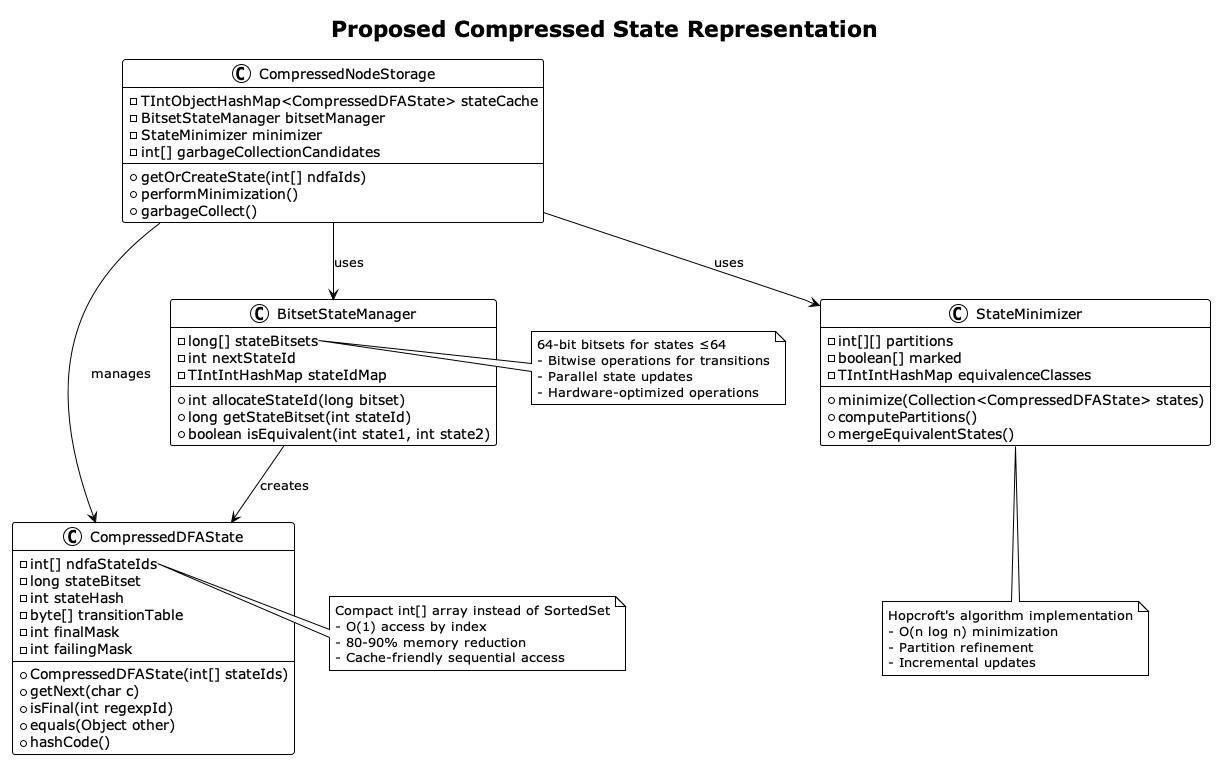 Proposed Compressed State Representation
C CompressedNodeStorage
TIntObjectHashMap<CompressedDFAState> stateCache
BitsetStateManager bitsetManager
StateMinimizer minimizer
int[] garbageCollectionCandidates
getOrCreateState(int[] ndfaIds)
performMinimization()
garbageCollect()
manages
uses
uses
C BitsetStateManager
long[] stateBitsets
int nextStateId
TIntIntHashMap stateIdMap
int allocateStateId(long bitset)
long getStateBitset(int stateId)
boolean isEquivalent(int state1, int state2)
64-bit bitsets for states ≤64
- Bitwise operations for transitions
- Parallel state updates
- Hardware-optimized operations
C StateMinimizer
int[][] partitions
boolean[] marked
TIntIntHashMap equivalenceClasses
minimize(Collection<CompressedDFAState> states)
computePartitions()
mergeEquivalentStates()
creates
C CompressedDFAState
int[] ndfaStateIds
long stateBitset
int stateHash
byte[] transitionTable
int finalMask
int failingMask
CompressedDFAState(int[] stateIds)
getNext(char c)
isFinal(int regexpId)
equals(Object other)
hashCode()
Compact int[] array instead of SortedSet
- O(1) access by index
- 80-90% memory reduction
- Cache-friendly sequential access
Hopcroft's algorithm implementation
- O(n log n) minimization
- Partition refinement
- Incremental updates